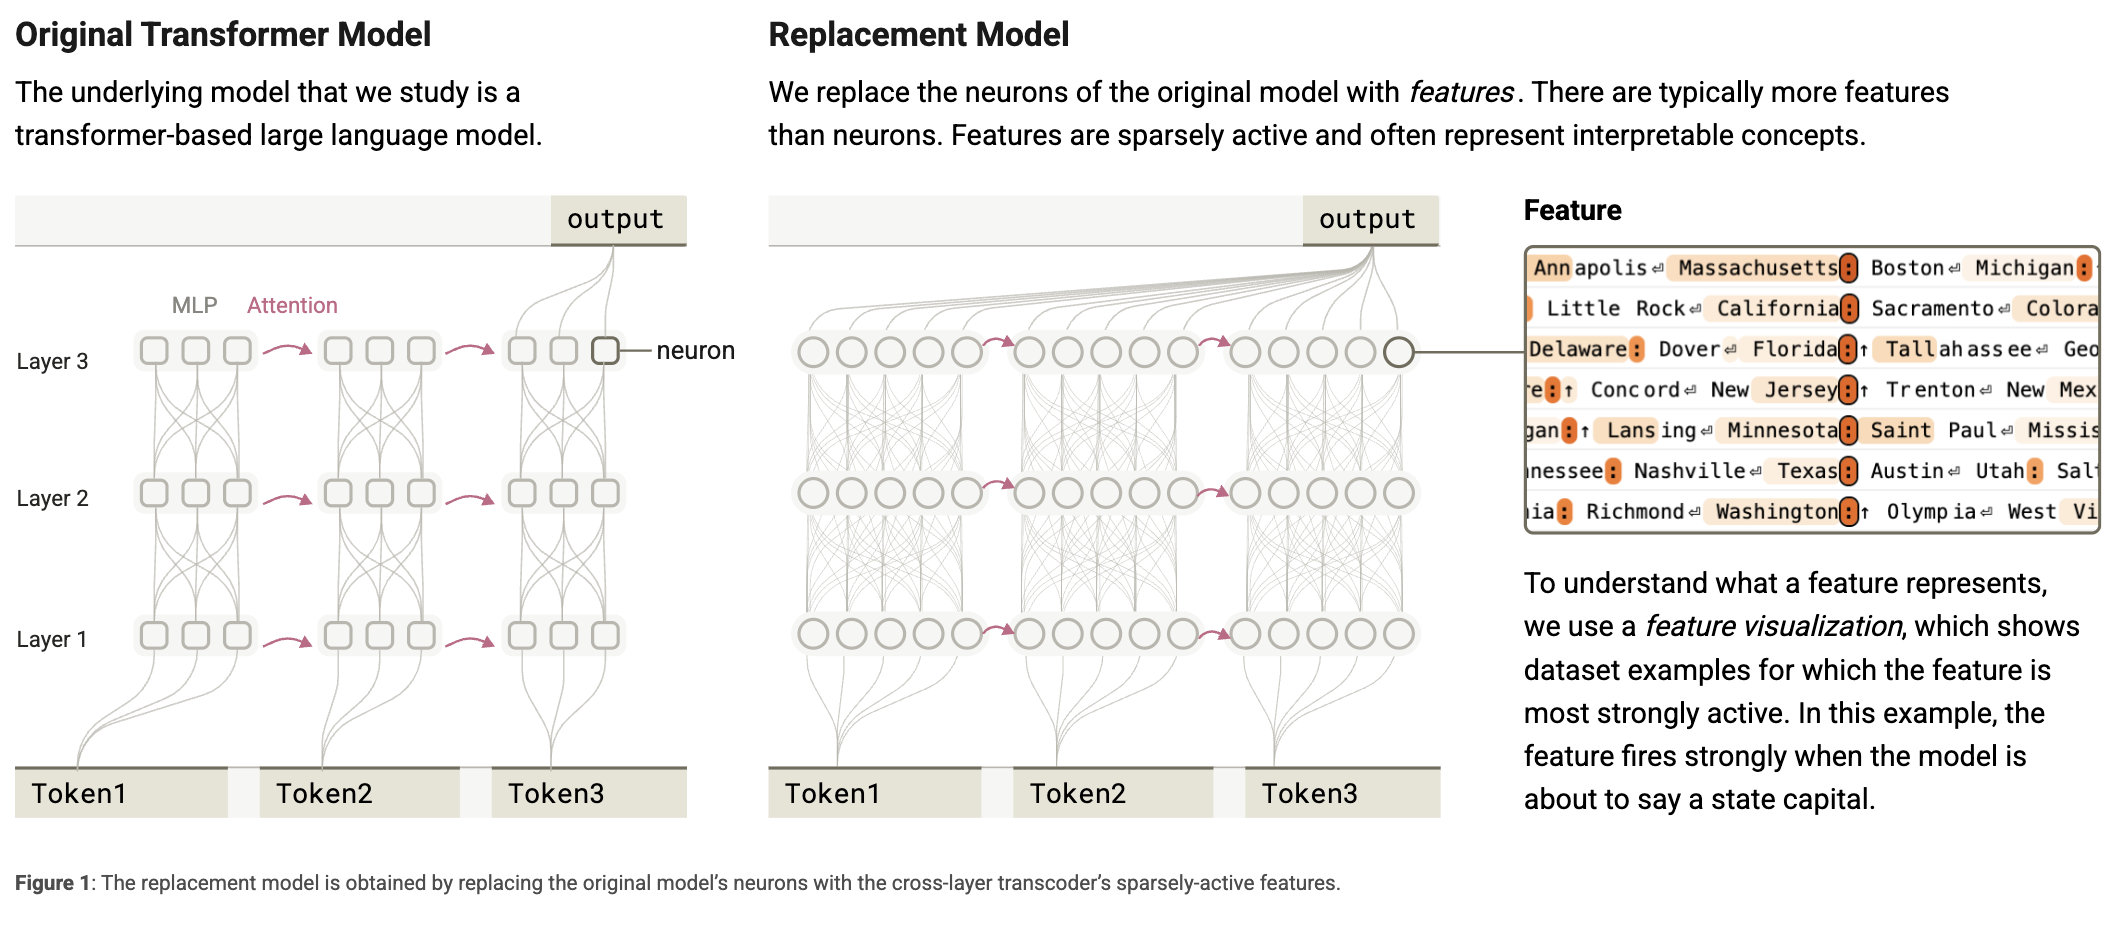 Original Transformer Model
The underlying model that we study is a
transformer-based large language model.
output
MLP
Attention
Layer 3
neuron
Layer 2
Layer 1
Token1
Token2
Token3
Replacement Model
We replace the neurons of the original model with features. There are typically more features
than neurons. Features are sparsely active and often represent interpretable concepts.
output
Token1
Token2
Token3
Feature
Annapolis⏎ Massachusetts: Boston⏎ Michigan:
Little Rock⏎ California: Sacramento⏎ Colora
Delaware: Dover⏎ Florida:↑ Tallahassee⏎ Geo
re:↑ Concord⏎ New Jersey:↑ Trenton⏎ New Mex
gan:↑ Lansing⏎ Minnesota: Saint Paul⏎ Missis
nnessee: Nashville⏎ Texas: Austin⏎ Utah: Salt
nia: Richmond⏎ Washington:↑ Olympia⏎ West Vi
To understand what a feature represents,
we use a feature visualization, which shows
dataset examples for which the feature is
most strongly active. In this example, the
feature fires strongly when the model is
about to say a state capital.
Figure 1: The replacement model is obtained by replacing the original model’s neurons with the cross-layer transcoder’s sparsely-active features.